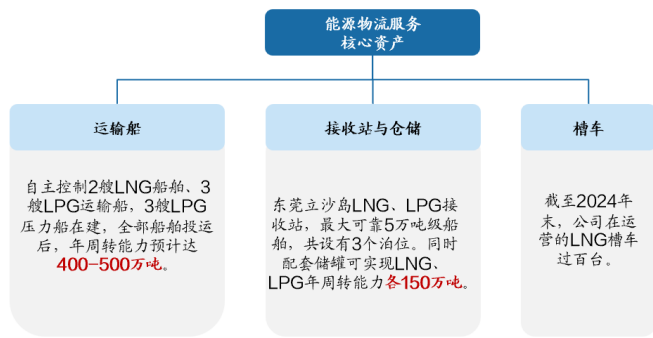 能源物流服务
核心资产
运输船
自主控制2艘LNG船舶、3
艘LPG运输船，3艘LPG
压力船在建，全部船舶投运
后，年周转能力预计达
400-500万吨。
接收站与仓储
东莞立沙岛LNG、LPG接
收站，最大可靠5万吨级船
舶，共设有3个泊位。同时
配套储罐可实现LNG、
LPG年周转能力各150万吨。
槽车
截至2024年
末，公司在运
营的LNG槽车
过百台。